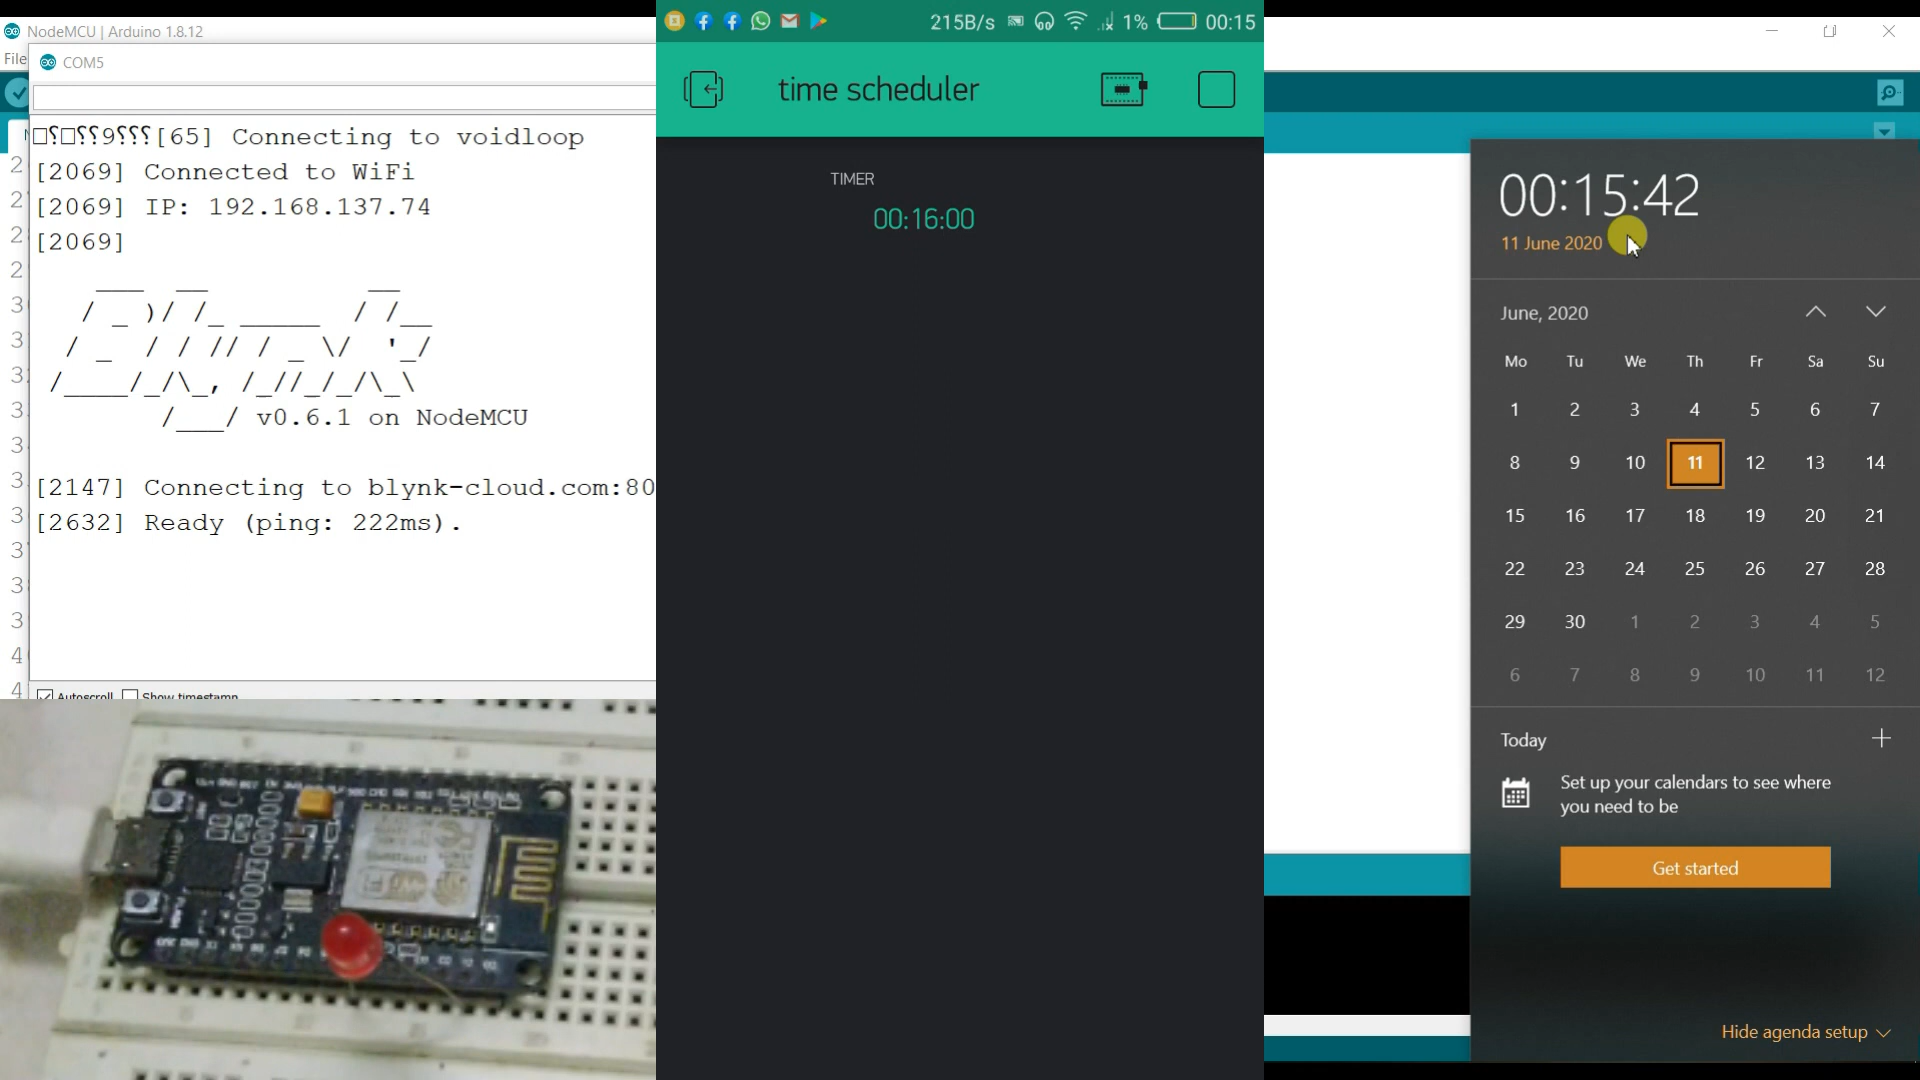 NodeMCU | Arduino 1.8.12
File
COM5
[65] Connecting to voidloop
[2069] Connected to WiFi
[2069] IP: 192.168.137.74
[2069]
v0.6.1 on NodeMCU
[2147] Connecting to blynk-cloud.com:80
[2632] Ready (ping: 222ms).
Autoscroll Show timestamp
215B/s 1% 00:15
time scheduler
TIMER
00:16:00
00:15:42
11 June 2020
June, 2020
Mo Tu We Th Fr Sa Su
1 2 3 4 5 6 7
8 9 10 11 12 13 14
15 16 17 18 19 20 21
22 23 24 25 26 27 28
29 30 1 2 3 4 5
6 7 8 9 10 11 12
Today
Set up your calendars to see where
you need to be
Get started
Hide agenda setup